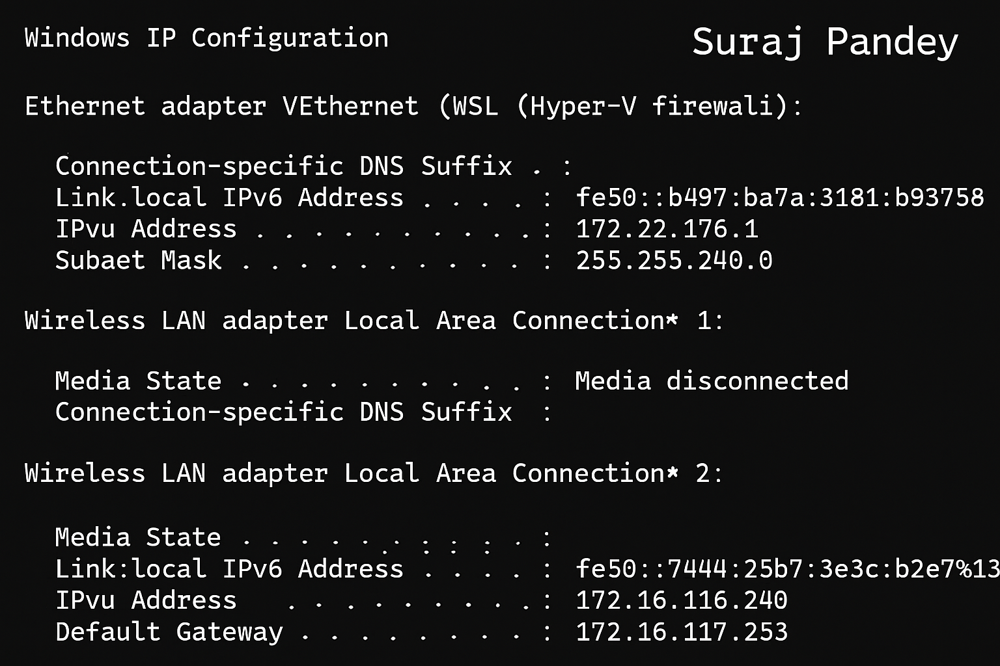 Windows IP Configuration
Suraj Pandey
Ethernet adapter VEthernet (WSL (Hyper-V firewali):
Connection-specific DNS Suffix . :
Link.local IPv6 Address . . . . : fe50::b497:ba7a:3181:b93758
IPvu Address . . . . . . . . . . : 172.22.176.1
Subaet Mask . . . . . . . . . . : 255.255.240.0
Wireless LAN adapter Local Area Connection* 1:
Media State . . . . . . . . . . : Media disconnected
Connection-specific DNS Suffix :
Wireless LAN adapter Local Area Connection* 2:
Media State . . . . . . . . . . :
Link:local IPv6 Address . . . . : fe50::7444:25b7:3e3c:b2e7%13
IPvu Address . . . . . . . . . : 172.16.116.240
Default Gateway . . . . . . . . : 172.16.117.253